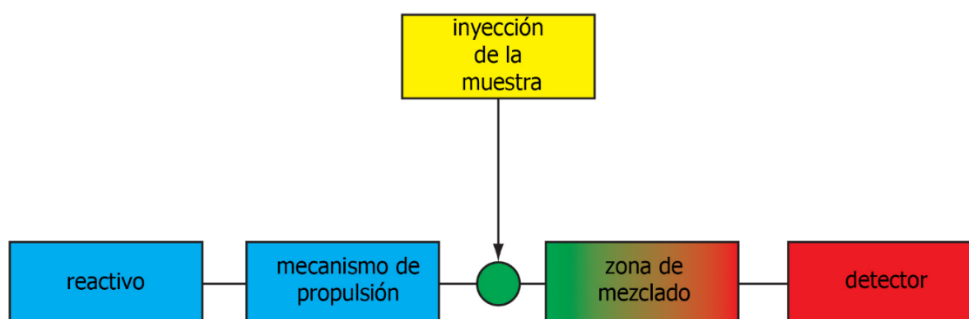 inyección
de la
muestra
reactivo
mecanismo de
propulsión
zona de
mezclado
detector